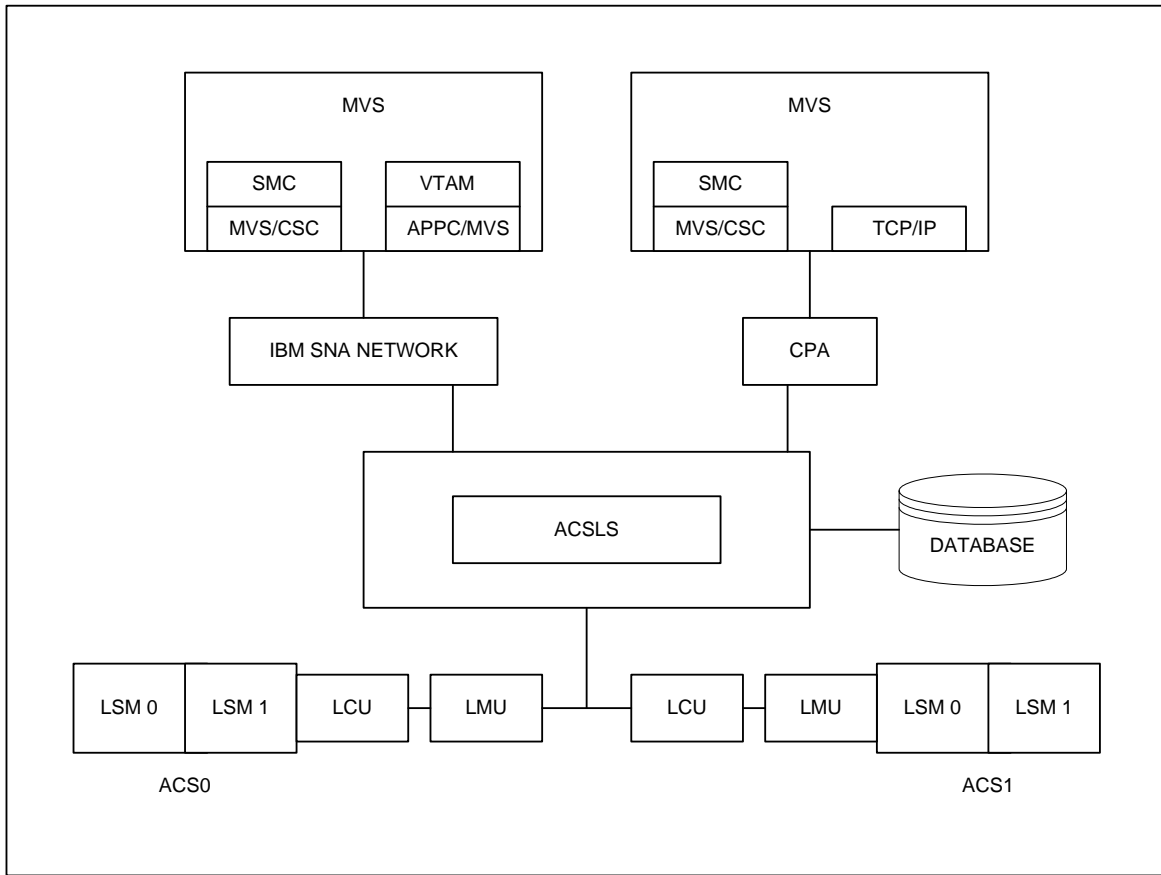 MVS
SMC
VTAM
MVS/CSC
APPC/MVS
MVS
SMC
MVS/CSC
TCP/IP
IBM SNA NETWORK
CPA
ACSLS
DATABASE
LSM 0
LSM 1
LCU
LMU
LCU
LMU
LSM 0
LSM 1
ACS0
ACS1